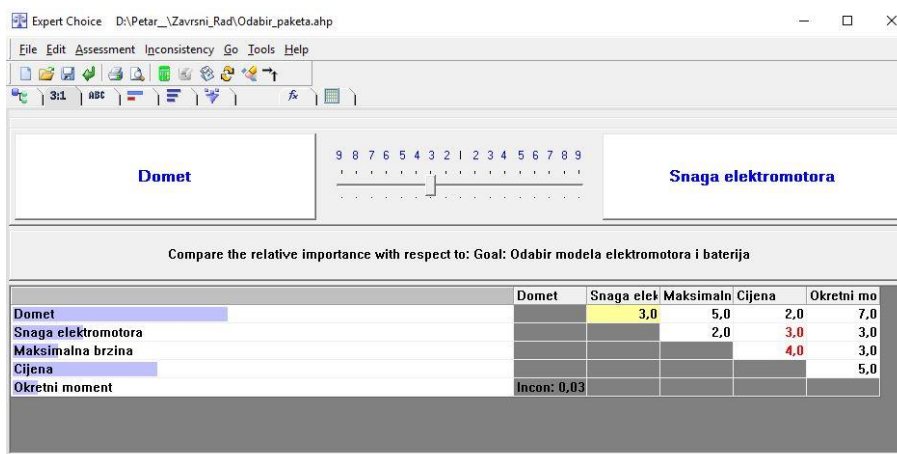 Expert Choice D:\Petar__\Zavrsni_Rad\Odabir_paketa.ahp
File Edit Assessment Inconsistency Go Tools Help
3:1 ABC fx
9 8 7 6 5 4 3 2 1 2 3 4 5 6 7 8 9
Domet Snaga elektromotora
Compare the relative importance with respect to: Goal: Odabir modela elektromotora i baterija
Domet Snaga elek Maksimaln Cijena Okretni mo
Domet 3,0 5,0 2,0 7,0
Snaga elektromotora 2,0 3,0 3,0
Maksimalna brzina 4,0 3,0
Cijena 5,0
Okretni moment Incon: 0,03